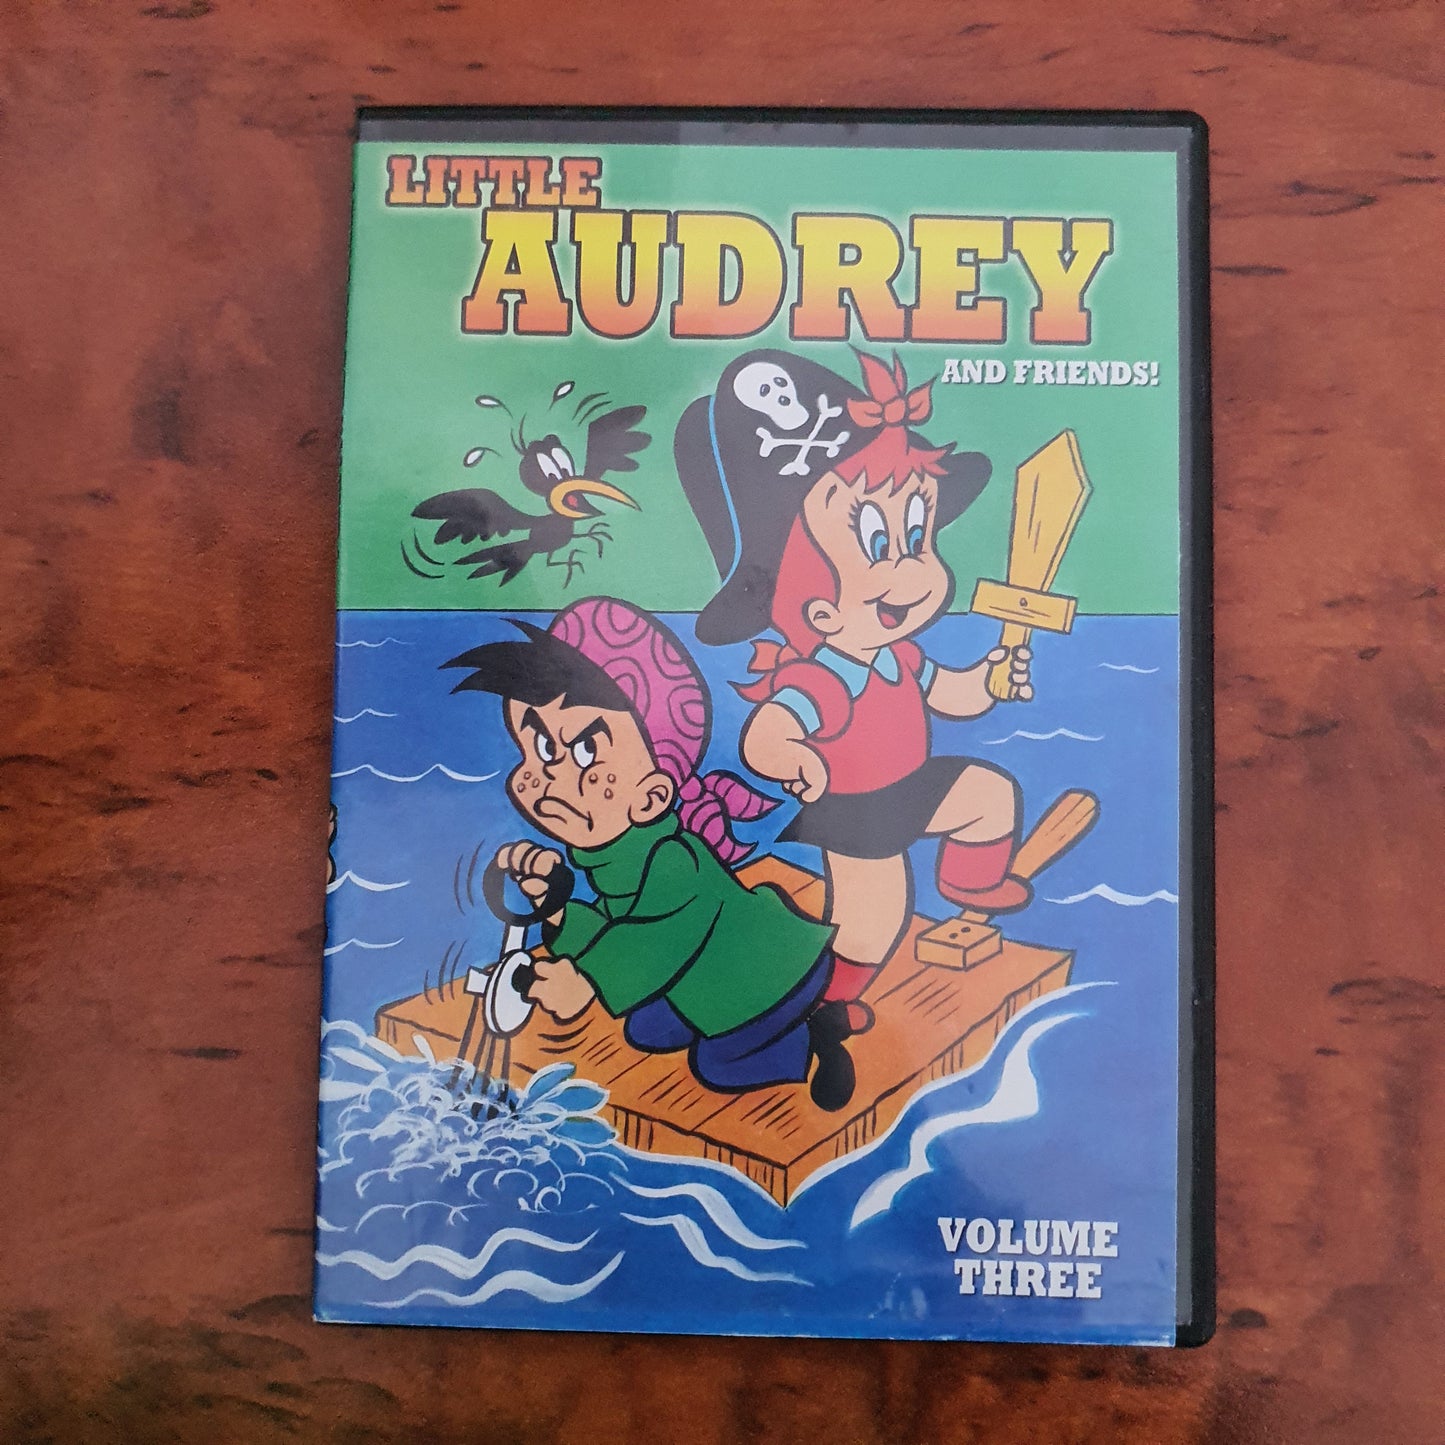 LITTLE
AUDREY
AND FRIENDS!
VOLUME
THREE